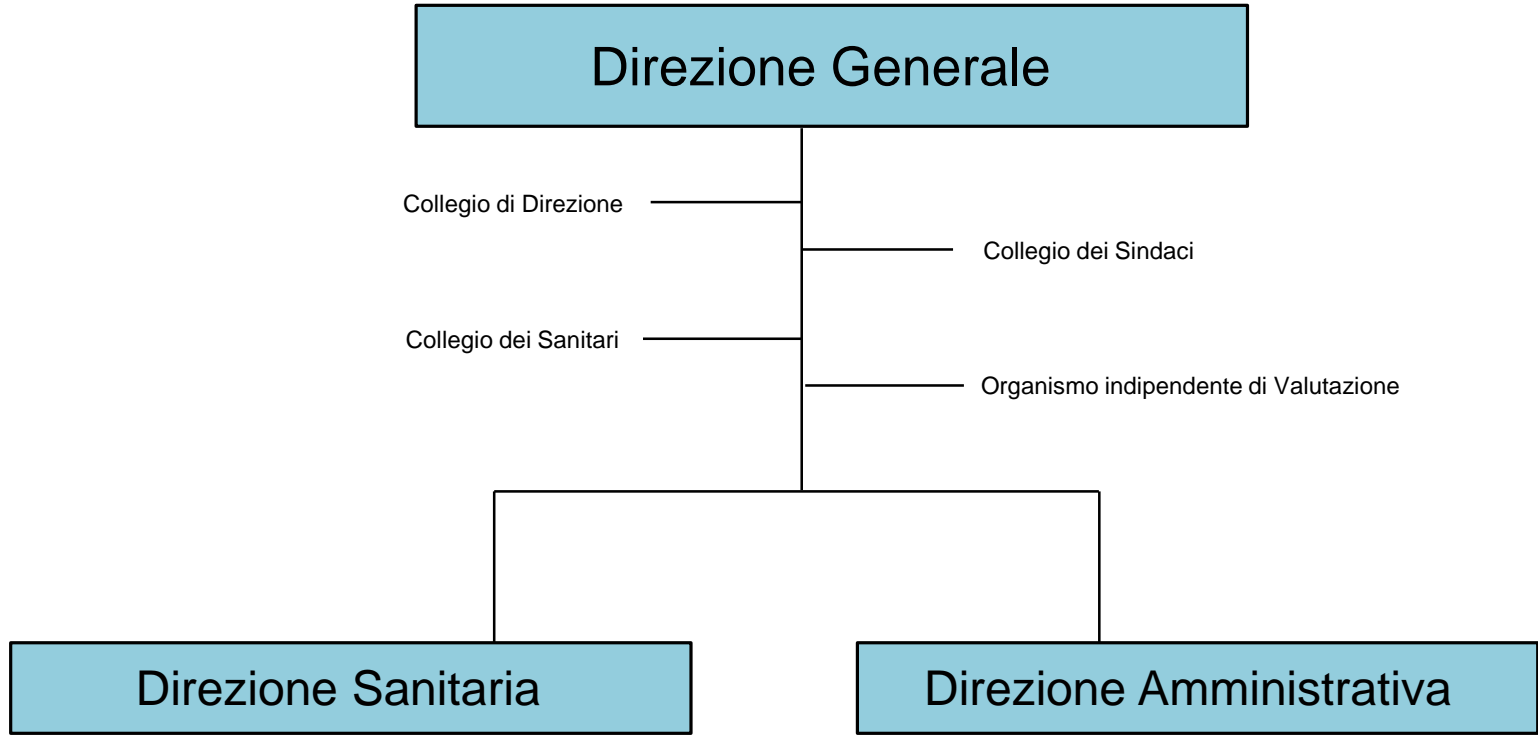 Direzione Generale
Collegio di Direzione
Collegio dei Sindaci
Collegio dei Sanitari
Organismo indipendente di Valutazione
Direzione Sanitaria
Direzione Amministrativa